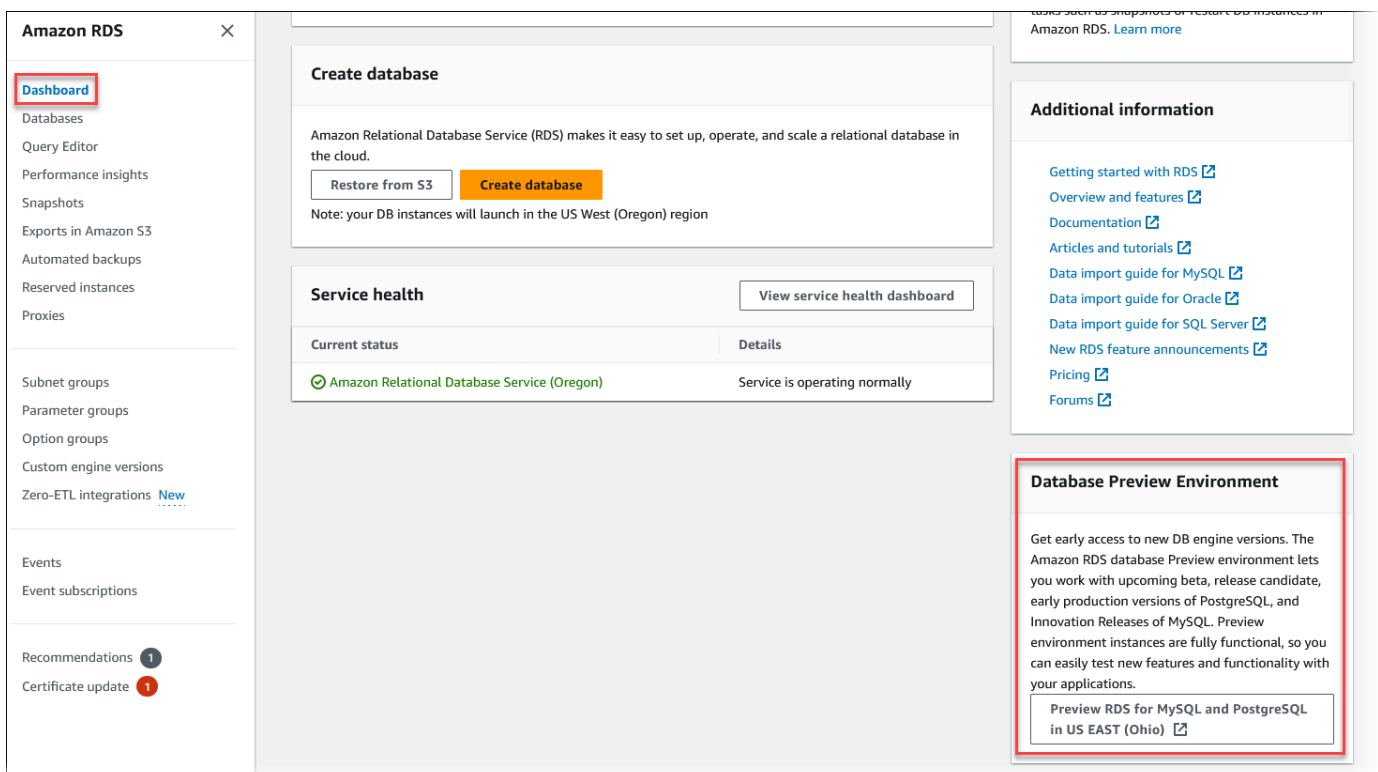 Amazon RDS
Dashboard
Databases
Query Editor
Performance insights
Snapshots
Exports in Amazon S3
Automated backups
Reserved instances
Proxies
Subnet groups
Parameter groups
Option groups
Custom engine versions
Zero-ETL integrations New
Events
Event subscriptions
Recommendations 1
Certificate update 1
Create database
Amazon Relational Database Service (RDS) makes it easy to set up, operate, and scale a relational database in
the cloud.
Restore from S3 Create database
Note: your DB instances will launch in the US West (Oregon) region
Service health View service health dashboard
Current status Details
Amazon Relational Database Service (Oregon) Service is operating normally
tasks such as snapshots or restart DB instances in
Amazon RDS. Learn more
Additional information
Getting started with RDS
Overview and features
Documentation
Articles and tutorials
Data import guide for MySQL
Data import guide for Oracle
Data import guide for SQL Server
New RDS feature announcements
Pricing
Forums
Database Preview Environment
Get early access to new DB engine versions. The
Amazon RDS database Preview environment lets
you work with upcoming beta, release candidate,
early production versions of PostgreSQL, and
Innovation Releases of MySQL. Preview
environment instances are fully functional, so you
can easily test new features and functionality with
your applications.
Preview RDS for MySQL and PostgreSQL
in US EAST (Ohio)